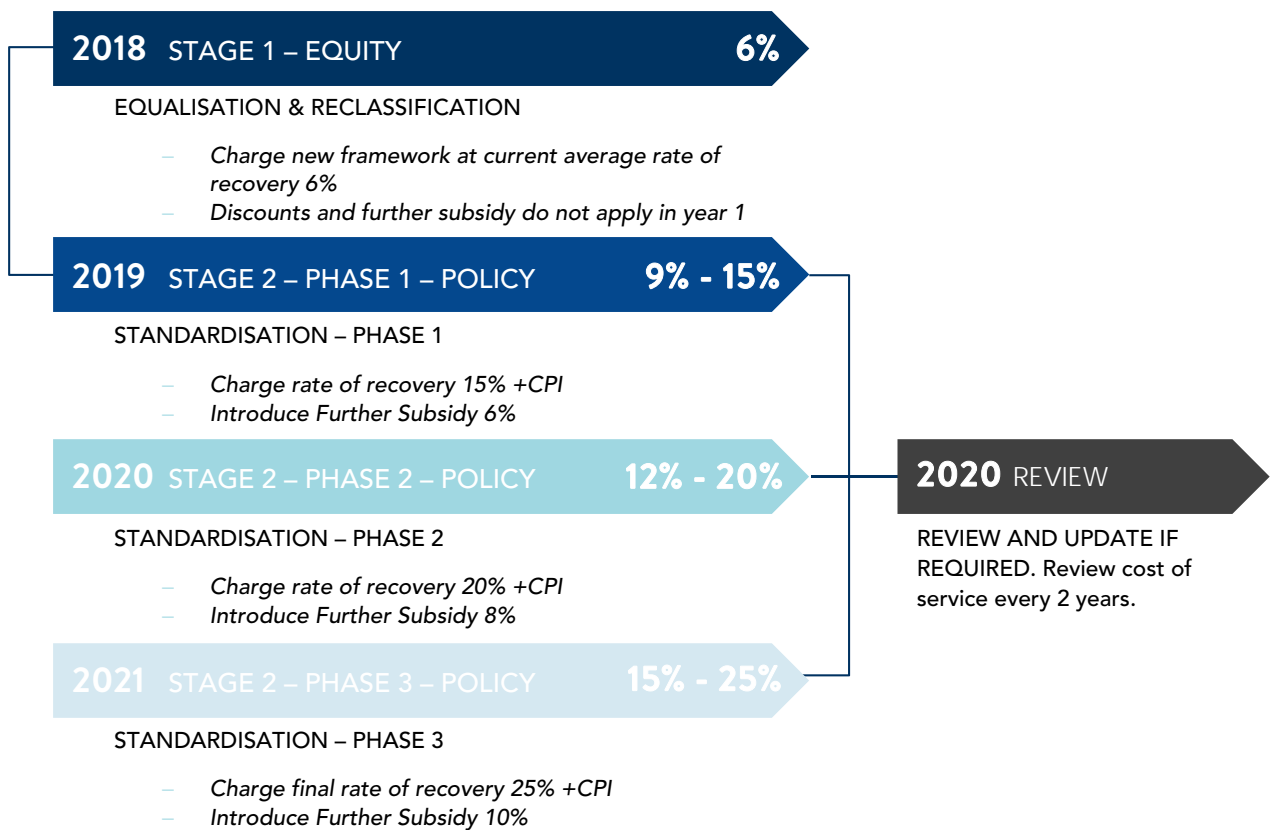 2018 STAGE 1 – EQUITY 6%
EQUALISATION & RECLASSIFICATION
– Charge new framework at current average rate of
recovery 6%
– Discounts and further subsidy do not apply in year 1
2019 STAGE 2 – PHASE 1 – POLICY 9% - 15%
STANDARDISATION – PHASE 1
– Charge rate of recovery 15% +CPI
– Introduce Further Subsidy 6%
2020 STAGE 2 – PHASE 2 – POLICY 12% - 20%
STANDARDISATION – PHASE 2
– Charge rate of recovery 20% +CPI
– Introduce Further Subsidy 8%
2021 STAGE 2 – PHASE 3 – POLICY 15% - 25%
STANDARDISATION – PHASE 3
– Charge final rate of recovery 25% +CPI
– Introduce Further Subsidy 10%
2020 REVIEW
REVIEW AND UPDATE IF
REQUIRED. Review cost of
service every 2 years.